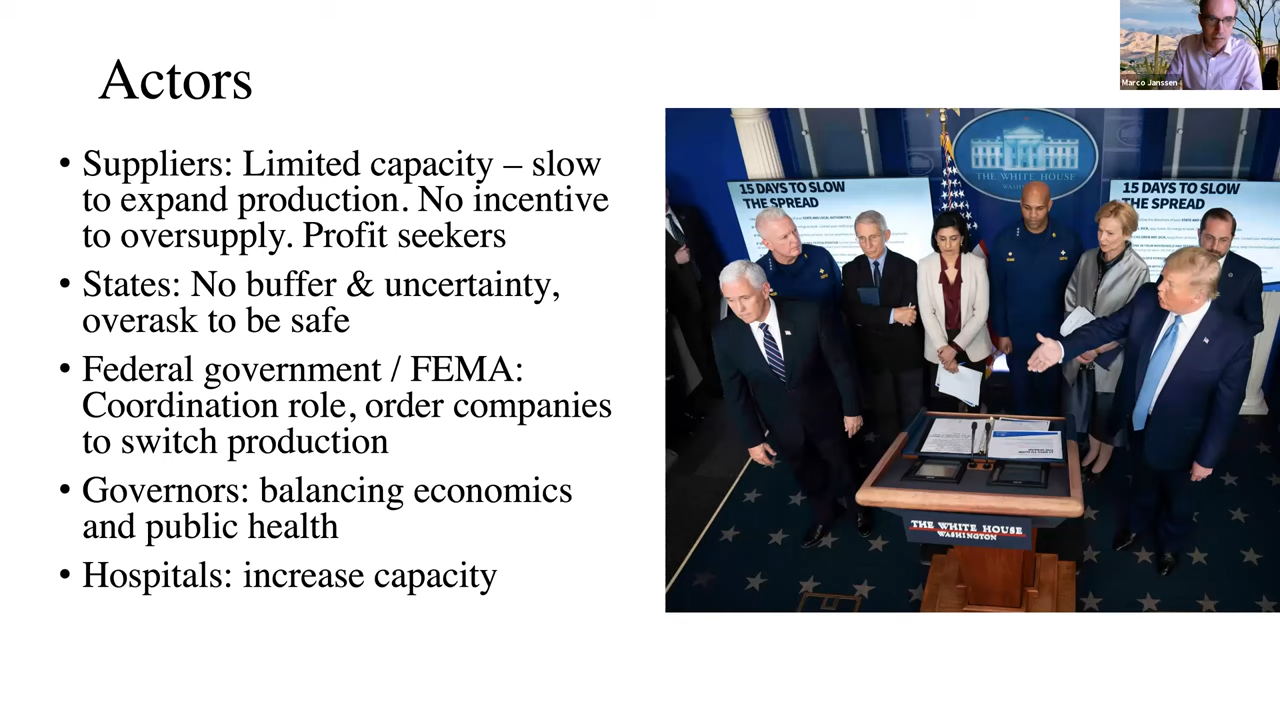 Actors
• Suppliers: Limited capacity – slow
to expand production. No incentive
to oversupply. Profit seekers
• States: No buffer & uncertainty,
overask to be safe
• Federal government / FEMA:
Coordination role, order companies
to switch production
• Governors: balancing economics
and public health
• Hospitals: increase capacity
Marco Janssen
THE WHITE HOUSE
15 DAYS TO SLOW
THE SPREAD
15 DAYS TO SLOW
THE SPREAD
THE WHITE HOUSE
WASHINGTON